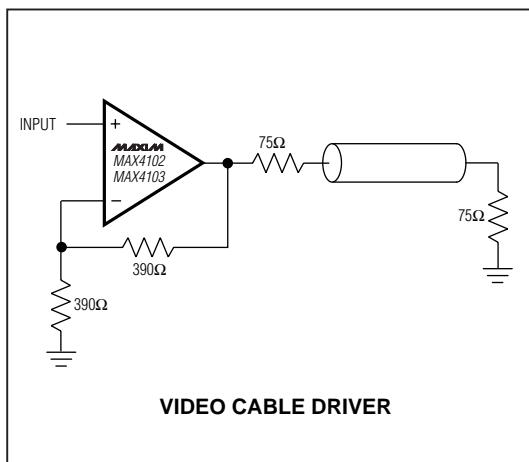 INPUT
+
MAXIM
MAX4102
MAX4103
−
75Ω
75Ω
390Ω
390Ω
VIDEO CABLE DRIVER